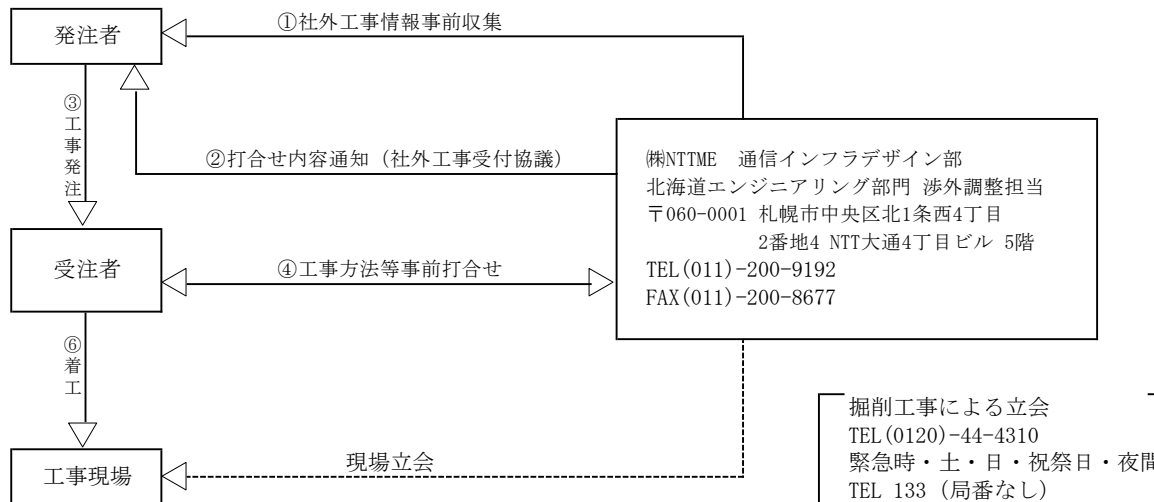 ①社外工事情報事前収集
発注者
③工事発注
②打合せ内容通知（社外工事受付協議）
㈱NTTME　通信インフラデザイン部
北海道エンジニアリング部門 渉外調整担当
〒060-0001 札幌市中央区北1条西4丁目
2番地4 NTT大通4丁目ビル 5階
TEL(011)-200-9192
FAX(011)-200-8677
受注者
④工事方法等事前打合せ
⑥着工
掘削工事による立会
TEL(0120)-44-4310
緊急時・土・日・祝祭日・夜間
TEL 133 (局番なし)
現場立会
工事現場